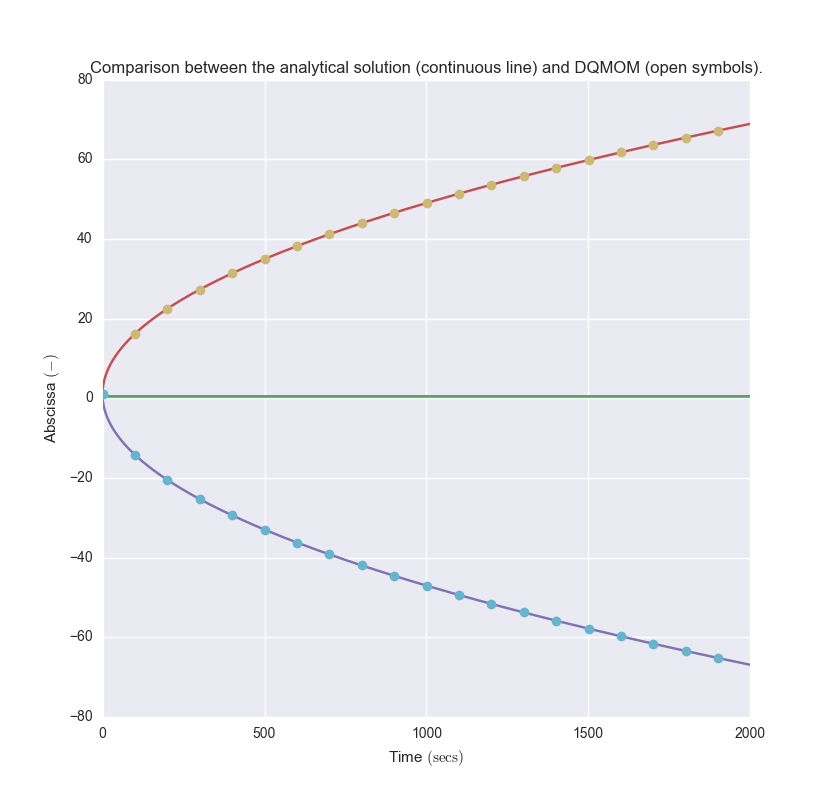 Comparison between the analytical solution (continuous line) and DQMOM (open symbols).
80
60
40
20
0
−20
−40
−60
−80
Abscissa (−)
0 500 1000 1500 2000
Time (secs)